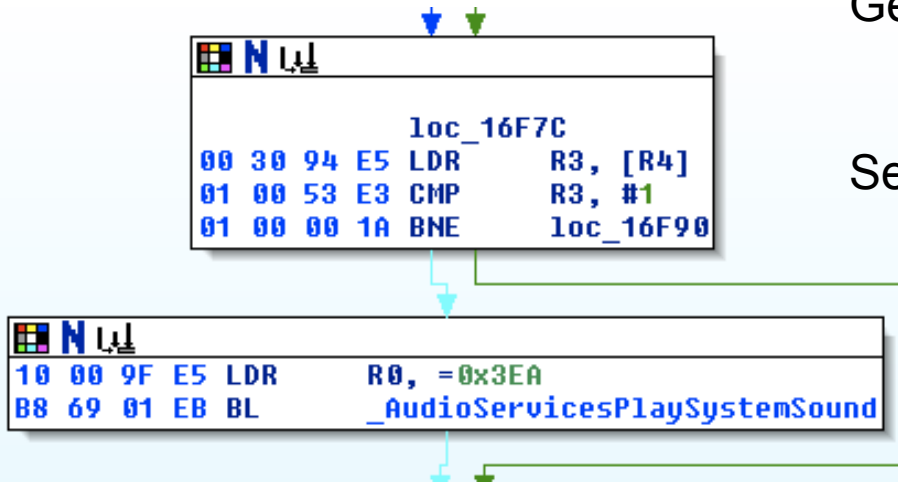 Ge
loc_16F7C
00 30 94 E5 LDR R3, [R4]
Se
01 00 53 E3 CMP R3, #1
01 00 00 1A BNE loc_16F90
10 00 9F E5 LDR R0, =0x3EA
B8 69 01 EB BL _AudioServicesPlaySystemSound